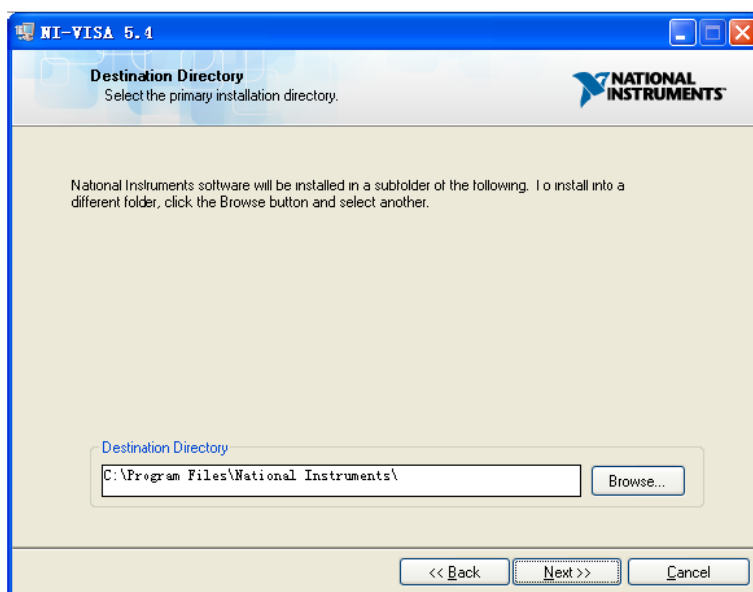 NI-VISA 5.4
Destination Directory
Select the primary installation directory.
NATIONAL
INSTRUMENTS
National Instruments software will be installed in a subfolder of the following. To install into a
different folder, click the Browse button and select another.
Destination Directory
C:\Program Files\National Instruments\
Browse...
<< Back
Next >>
Cancel